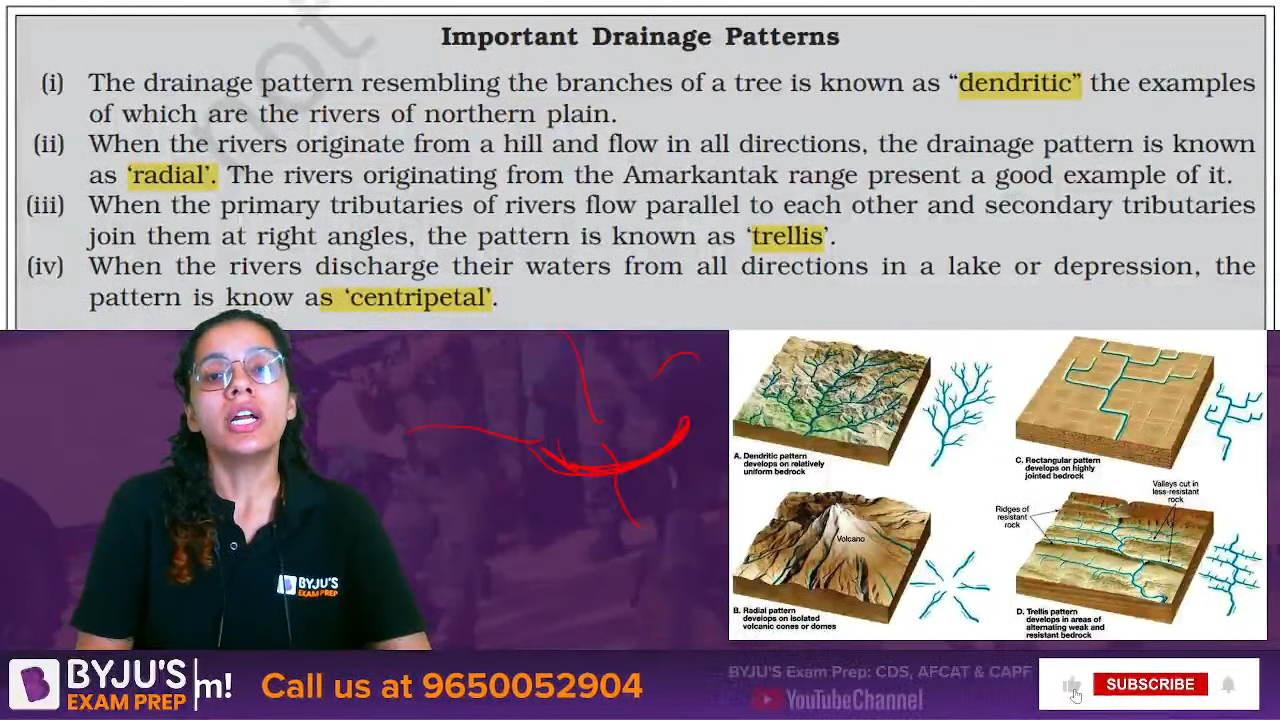 Important Drainage Patterns
(i) The drainage pattern resembling the branches of a tree is known as “dendritic” the examples
of which are the rivers of northern plain.
(ii) When the rivers originate from a hill and flow in all directions, the drainage pattern is known
as ‘radial’. The rivers originating from the Amarkantak range present a good example of it.
(iii) When the primary tributaries of rivers flow parallel to each other and secondary tributaries
join them at right angles, the pattern is known as ‘trellis’.
(iv) When the rivers discharge their waters from all directions in a lake or depression, the
pattern is know as ‘centripetal’.
A. Dendritic pattern
develops on relatively
uniform bedrock
C. Rectangular pattern
develops on highly
jointed bedrock
Volcano
B. Radial pattern
develops on isolated
volcanic cones or domes
Valleys cut in
less-resistant
rock
Ridges of
resistant
rock
D. Trellis pattern
develops in areas of
alternating weak and
resistant bedrock
BYJU'S
EXAM PREP
BYJU'S
EXAM PREP
m!
Call us at 9650052904
BYJU'S Exam Prep: CDS, AFCAT & CAPF
YouTubeChannel
SUBSCRIBE